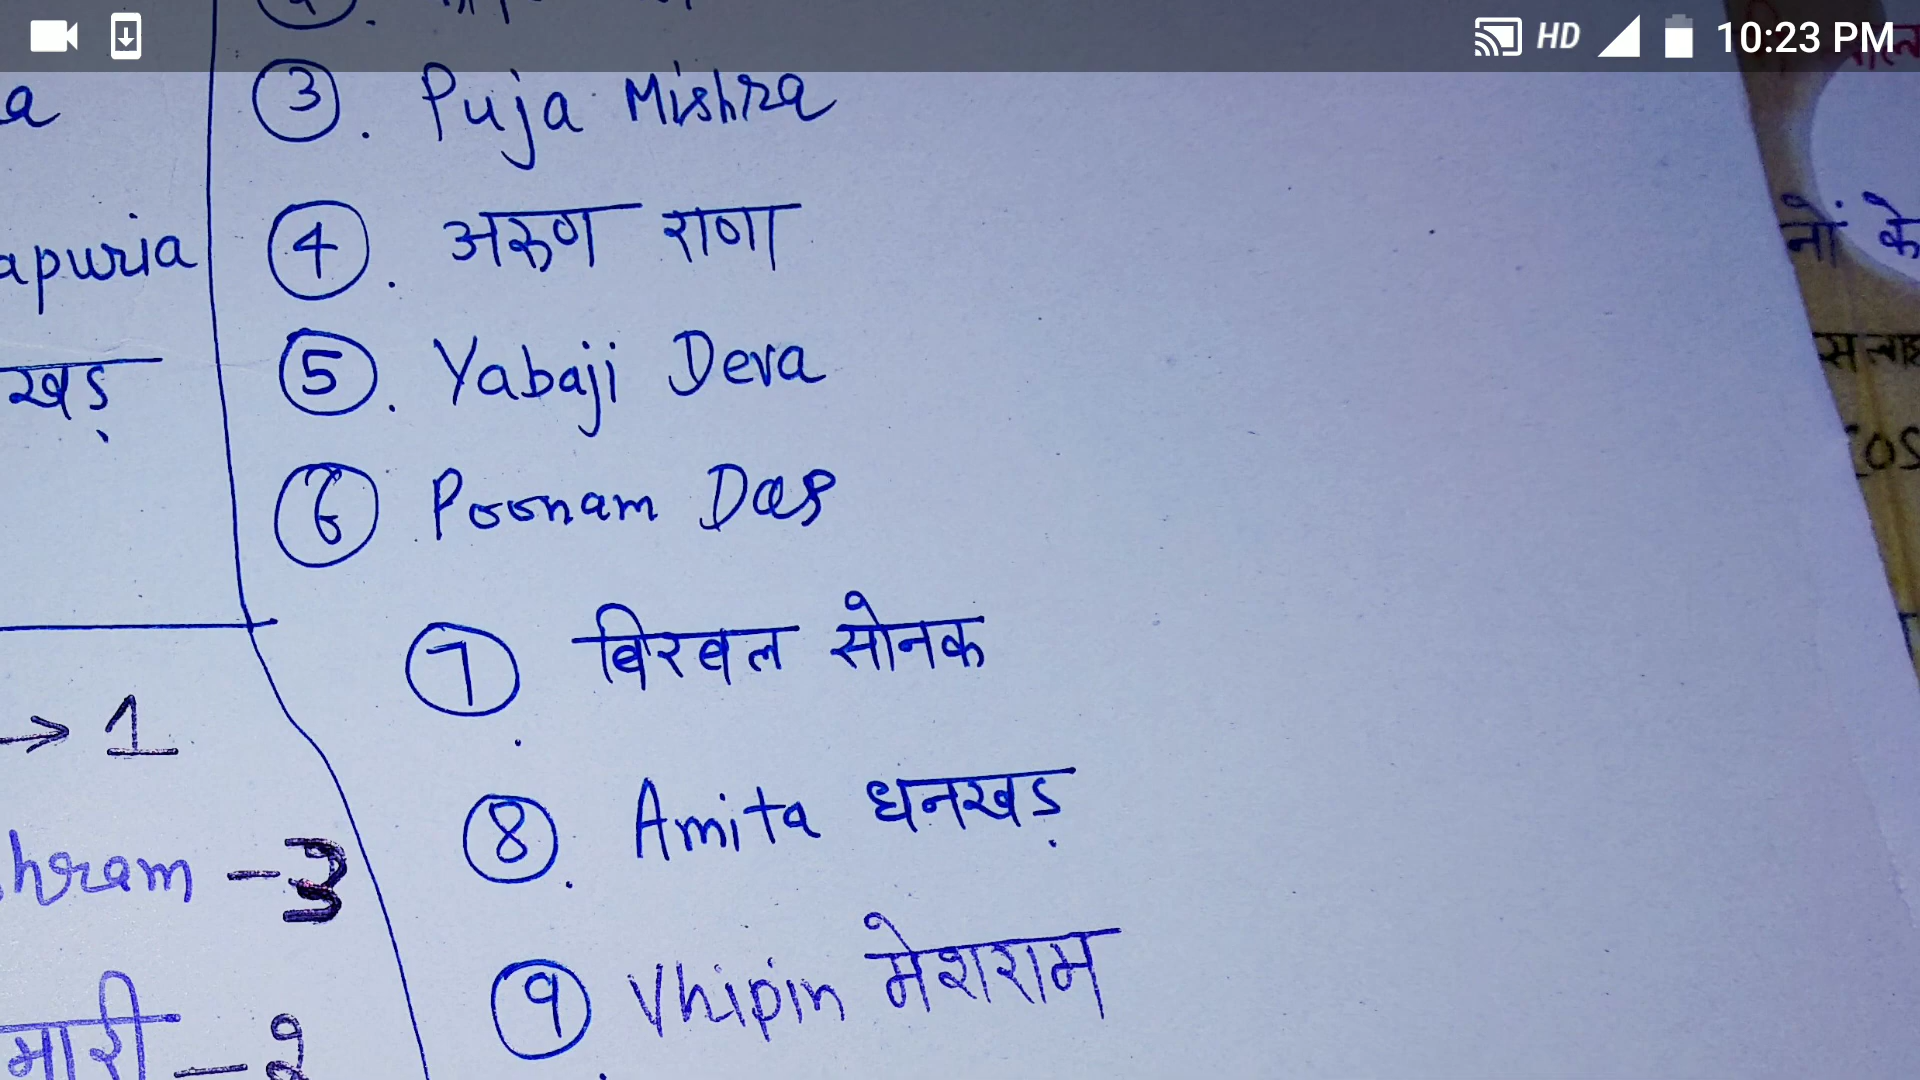 HD 10:23 PM
3. Puja Mishra
a
4. अरुण राणा
apuria
नों के
5. Yabaji Deva
खड़
6 Poonam Das
7 बिरबल सोनक
→ 1
8. Amita धनखड़
hram - 3
9 Vhipin मेशराम
मारी - 2